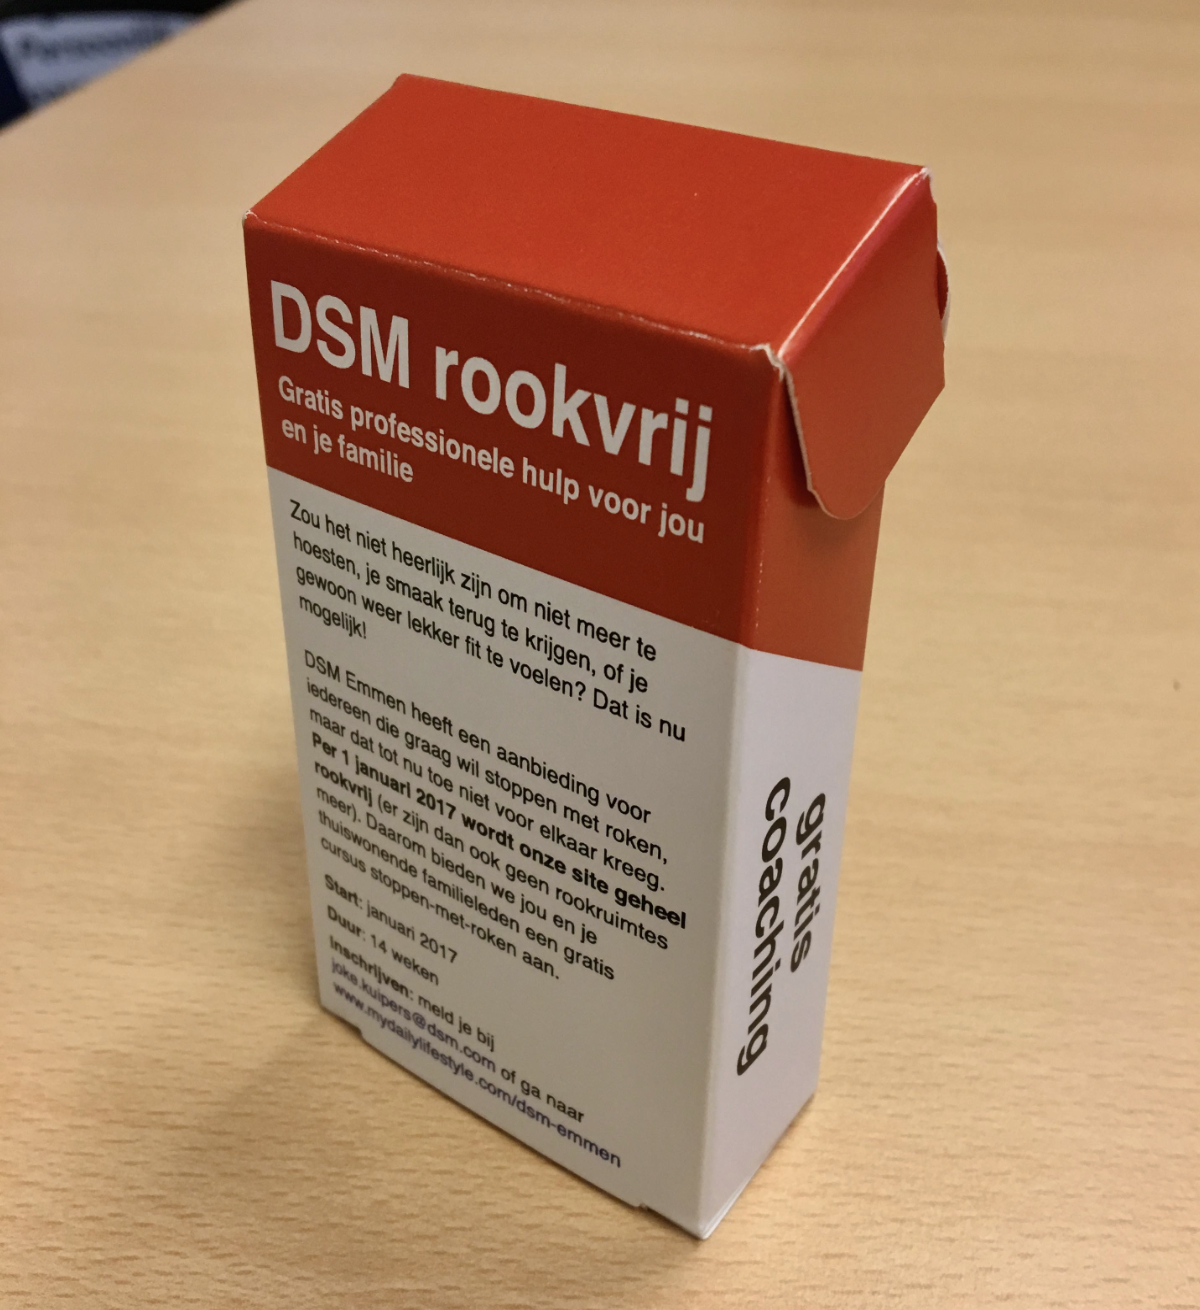 DSM rookvrij
Gratis professionele hulp voor jou
en je familie
Zou het niet heerlijk zijn om niet meer te
hoesten, je smaak terug te krijgen, of je
gewoon weer lekker fit te voelen? Dat is nu
mogelijk!
DSM Emmen heeft een aanbieding voor
iedereen die graag wil stoppen met roken,
maar dat tot nu toe niet voor elkaar kreeg.
Per 1 januari 2017 wordt onze site geheel
rookvrij (er zijn dan ook geen rookruimtes
meer). Daarom bieden we jou en je
thuiswonende familieleden een gratis
cursus stoppen-met-roken aan.
Start: januari 2017
Duur: 14 weken
Inschrijven: meld je bij
joke.kuipers@dsm.com of ga naar
www.mydailylifestyle.com/dsm-emmen
gratis
coaching